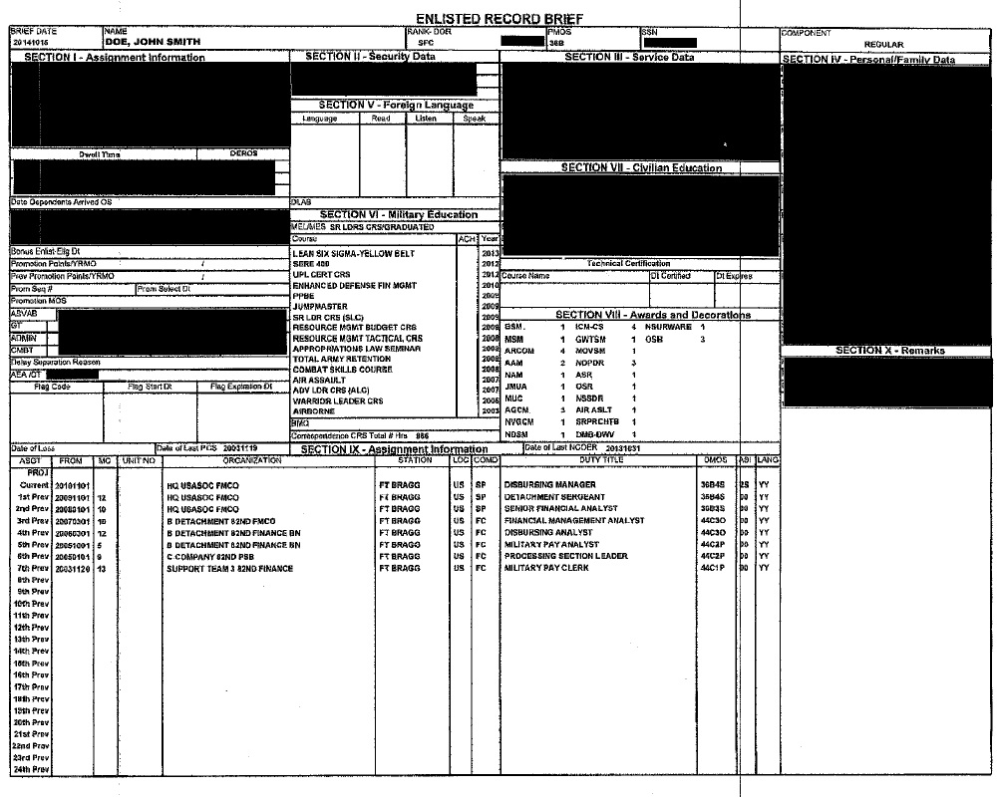 ENLISTED RECORD BRIEF
BRIEF DATE NAME RANK- DOR PMOS SSN COMPONENT
20141015 DOE, JOHN SMITH SFC 36B REGULAR
SECTION I - Assignment Information
SECTION II - Security Data
SECTION III - Service Data
SECTION IV - Personal/Family Data
SECTION V - Foreign Language
Language Read Listen Speak
Dwell Time DEROS
Date Dependents Arrived OS
DLAB
SECTION VI - Military Education
MEL/MES SR LDRS CRS/GRADUATED
Course ACH Year
LEAN SIX SIGMA-YELLOW BELT 2013
SERE 400 2012
UPL CERT CRS 2012
ENHANCED DEFENSE FIN MGMT 2010
PPBE
JUMPMASTER 2009
SR LDR CRS (SLC) 2009
RESOURCE MGMT BUDGET CRS
RESOURCE MGMT TACTICAL CRS 2008
APPROPRIATIONS LAW SEMINAR 2008
TOTAL ARMY RETENTION 2008
COMBAT SKILLS COURSE
AIR ASSAULT 2007
ADV LDR CRS (ALC) 2007
WARRIOR LEADER CRS
AIRBORNE 2003
BMQ
Correspondence CRS Total # Hrs 986
SECTION VII - Civilian Education
Technical Certification
Course Name Dt Certified Dt Expires
Bonus Enlist-Elig Dt
Promotion Points/YRMO /
Prev Promotion Points/YRMO /
Prom Seq # Prom Select Dt
Promotion MOS
ASVAB
GT
ADMIN
CMBT
Delay Separation Reason
AEA /DT
Flag Code Flag Start Dt Flag Expiration Dt
SECTION VIII - Awards and Decorations
BSM 1 ICM-CS 4 NSURWARE 1
MSM 1 GWTSM 1 OSB 3
ARCOM 4 MOVSM 1
AAM 2 NOPDR 3
NAM 1 ASR 1
JMUA 1 OSR 1
MUC 1 NSSDR 1
AGCM 3 AIR ASLT 1
NVGCM 1 SRPRCHTB 1
NDSM 1 DMB-DWV 1
SECTION X - Remarks
Date of Loss Date of Last PCS 20031119 SECTION IX - Assignment Information Date of Last NCOER 20131031
ASGT FROM MO UNIT NO ORGANIZATION STATION LOC COMD DUTY TITLE DMOS ASI LANG
PROJ
Current 20101101 HQ USASOC FMCO FT BRAGG US SP DISBURSING MANAGER 36B4S 2S YY
1st Prev 20091101 12 HQ USASOC FMCO FT BRAGG US SP DETACHMENT SERGEANT 36B4S 00 YY
2nd Prev 10 HQ USASOC FMCO FT BRAGG US SP SENIOR FINANCIAL ANALYST 36B3S 00 YY
3rd Prev 20070301 B DETACHMENT 82ND FMCO FT BRAGG US FC FINANCIAL MANAGEMENT ANALYST 44C3O 00 YY
4th Prev 20060301 12 B DETACHMENT 82ND FINANCE BN FT BRAGG US FC DISBURSING ANALYST 44C3O 00 YY
5th Prev 20051001 5 B DETACHMENT 82ND FINANCE BN FT BRAGG US FC MILITARY PAY ANALYST 44C2P 00 YY
6th Prev 20050101 9 C COMPANY 82ND PSB FT BRAGG US FC PROCESSING SECTION LEADER 44C2P 00 YY
7th Prev 20031120 13 SUPPORT TEAM 3 82ND FINANCE FT BRAGG US FC MILITARY PAY CLERK 44C1P 00 YY
8th Prev
9th Prev
10th Prev
11th Prev
12th Prev
13th Prev
14th Prev
15th Prev
16th Prev
17th Prev
18th Prev
19th Prev
20th Prev
21st Prev
22nd Prev
23rd Prev
24th Prev